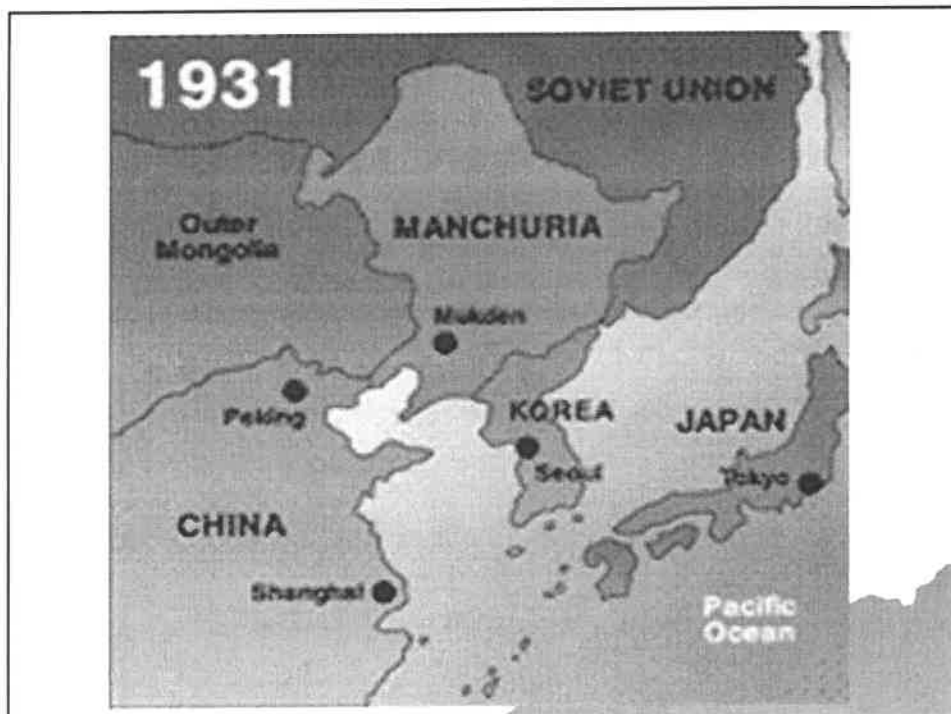 1931
SOVIET UNION
Outer
Mongolia
MANCHURIA
Mukden
Peking
KOREA
JAPAN
Seoul
Tokyo
CHINA
Shanghai
Pacific
Ocean